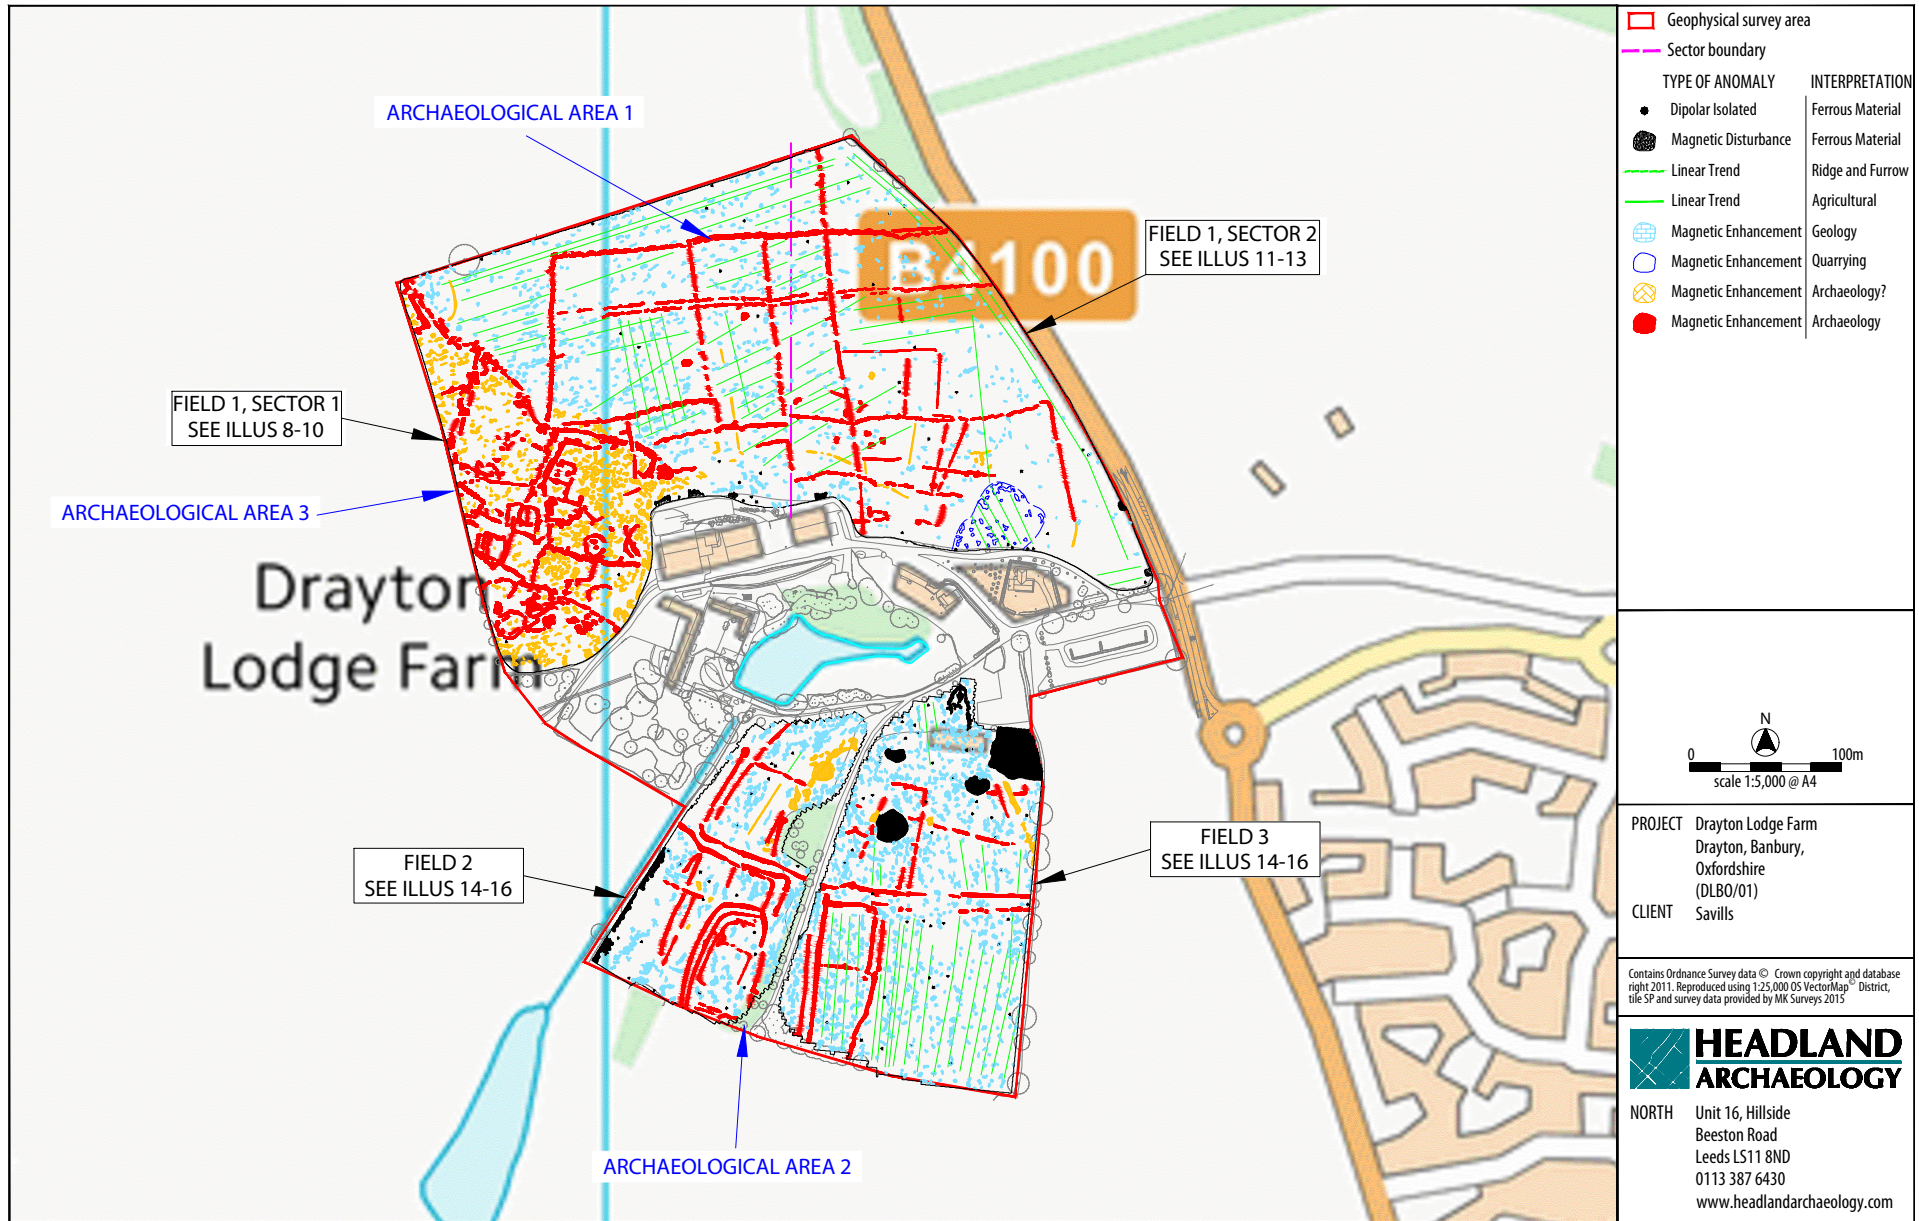 ARCHAEOLOGICAL AREA 1
B4100
FIELD 1, SECTOR 2
SEE ILLUS 11-13
FIELD 1, SECTOR 1
SEE ILLUS 8-10
ARCHAEOLOGICAL AREA 3
Drayton
Lodge Farm
FIELD 2
SEE ILLUS 14-16
FIELD 3
SEE ILLUS 14-16
ARCHAEOLOGICAL AREA 2
Geophysical survey area
Sector boundary
TYPE OF ANOMALY INTERPRETATION
Dipolar Isolated Ferrous Material
Magnetic Disturbance Ferrous Material
Linear Trend Ridge and Furrow
Linear Trend Agricultural
Magnetic Enhancement Geology
Magnetic Enhancement Quarrying
Magnetic Enhancement Archaeology?
Magnetic Enhancement Archaeology
N
0 100m
scale 1:5,000 @ A4
PROJECT Drayton Lodge Farm
Drayton, Banbury,
Oxfordshire
(DLBO/01)
CLIENT Savills
Contains Ordnance Survey data © Crown copyright and database
right 2011. Reproduced using 1:25,000 OS VectorMap© District,
tile SP and survey data provided by MK Surveys 2015
HEADLAND
ARCHAEOLOGY
NORTH Unit 16, Hillside
Beeston Road
Leeds LS11 8ND
0113 387 6430
www.headlandarchaeology.com